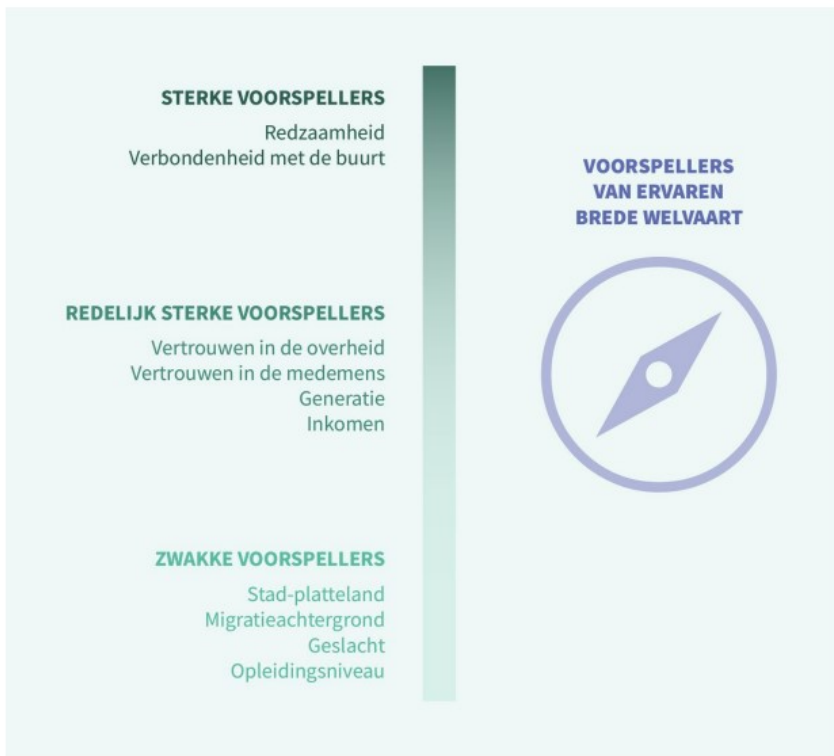 STERKE VOORSPELLERS
Redzaamheid
Verbondenheid met de buurt
VOORSPELLERS
VAN ERVAREN
BREDE WELVAART
REDELIJK STERKE VOORSPELLERS
Vertrouwen in de overheid
Vertrouwen in de medemens
Generatie
Inkomen
ZWAKKE VOORSPELLERS
Stad-platteland
Migratieachtergrond
Geslacht
Opleidingsniveau